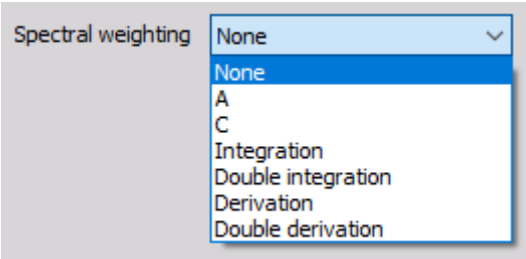 Spectral weighting None
None
A
C
Integration
Double integration
Derivation
Double derivation